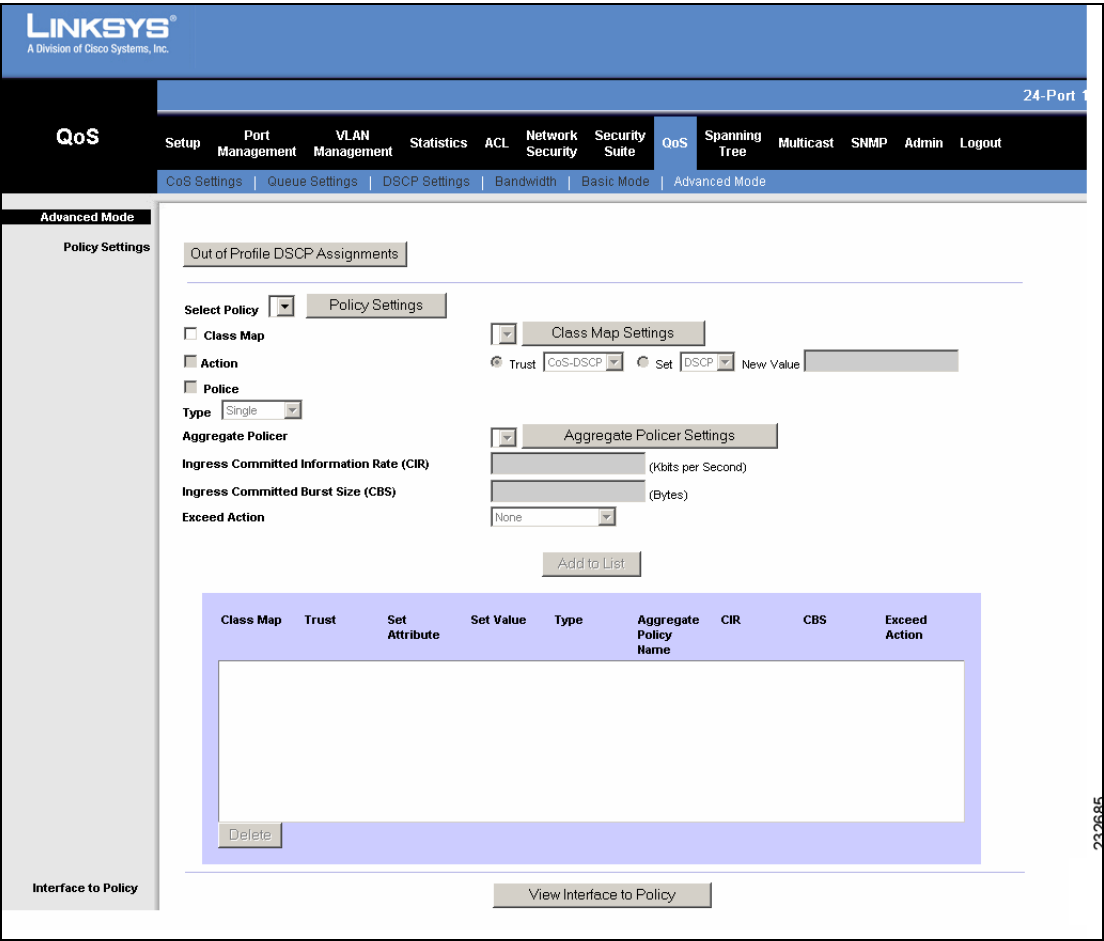 LINKSYS®
A Division of Cisco Systems, Inc.
24-Port 1
QoS
Setup Port Management VLAN Management Statistics ACL Network Security Security Suite QoS Spanning Tree Multicast SNMP Admin Logout
CoS Settings | Queue Settings | DSCP Settings | Bandwidth | Basic Mode | Advanced Mode
Advanced Mode
Policy Settings
Out of Profile DSCP Assignments
Select Policy Policy Settings
Class Map Class Map Settings
Action Trust CoS-DSCP Set DSCP New Value
Police
Type Single
Aggregate Policer Aggregate Policer Settings
Ingress Committed Information Rate (CIR) (Kbits per Second)
Ingress Committed Burst Size (CBS) (Bytes)
Exceed Action None
Add to List
Class Map Trust Set Attribute Set Value Type Aggregate Policy Name CIR CBS Exceed Action
Delete
232685
Interface to Policy View Interface to Policy